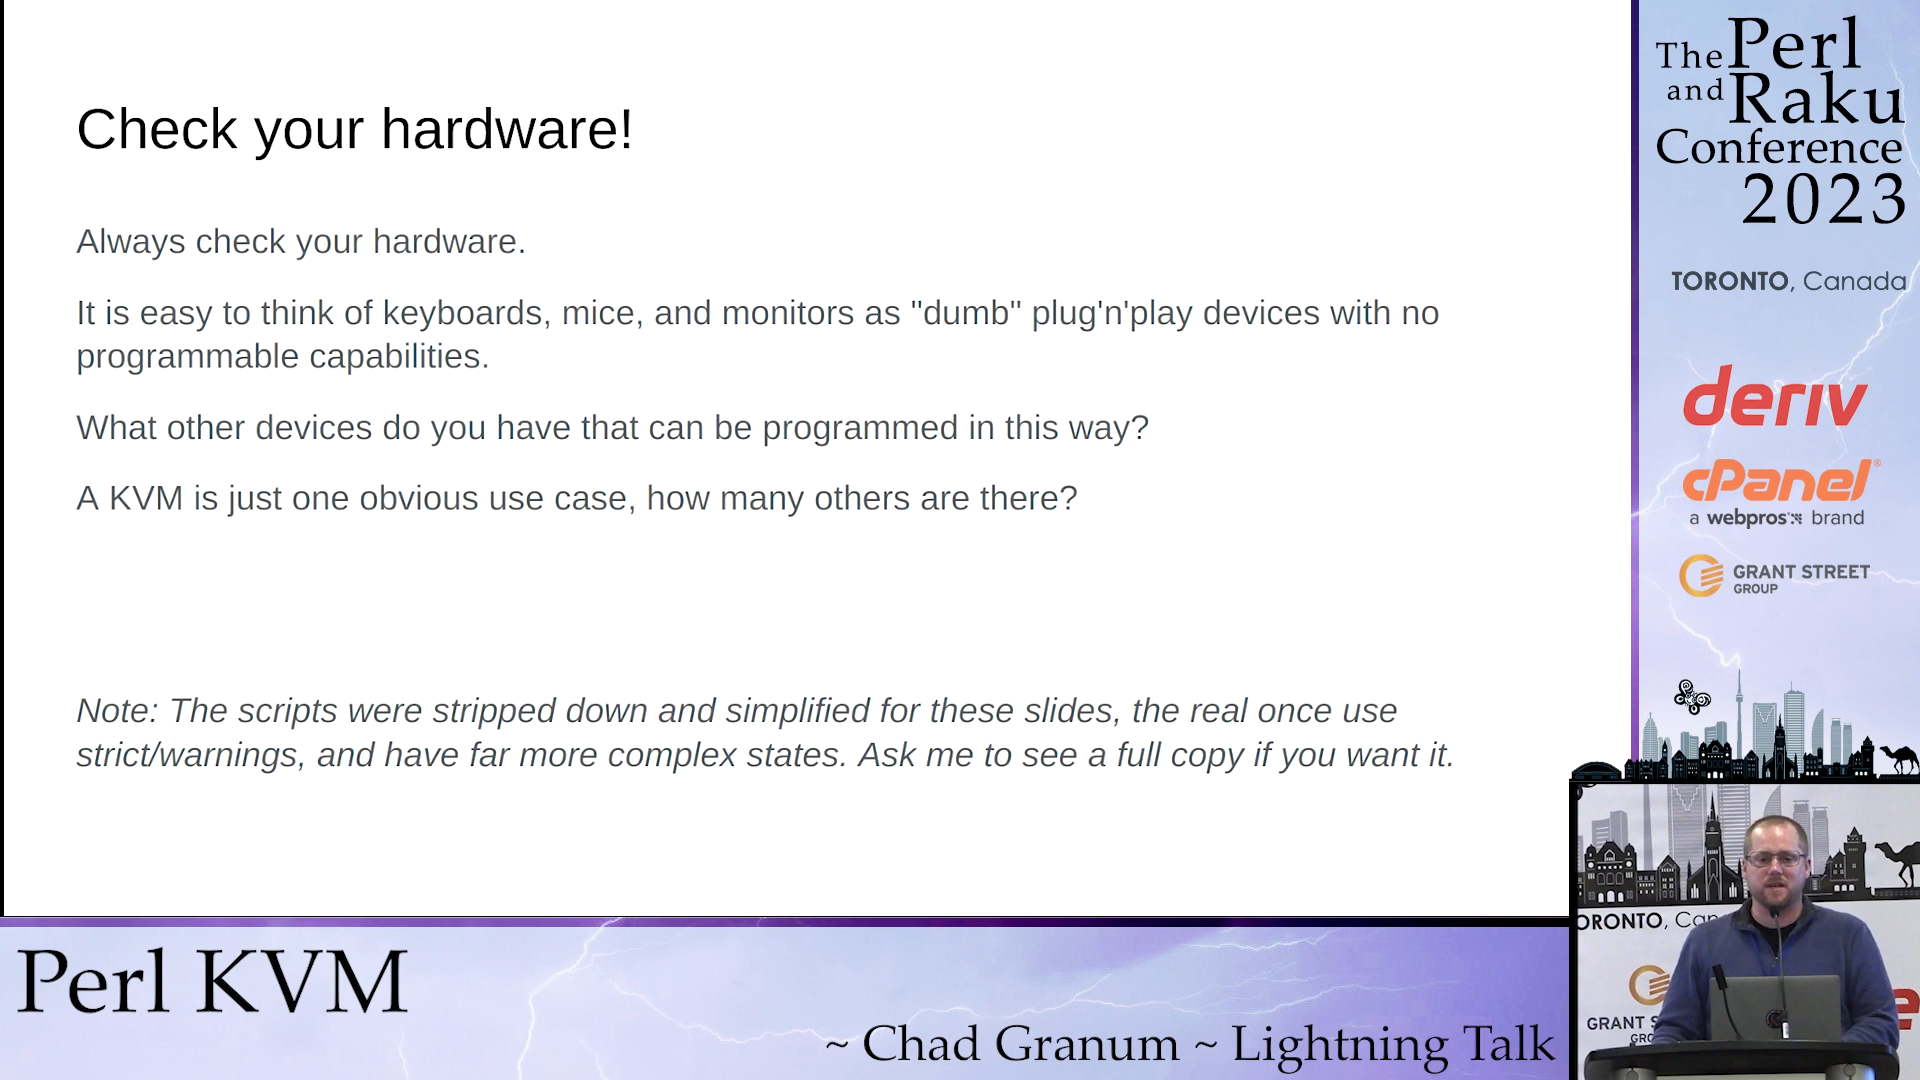 Check your hardware!
Always check your hardware.
It is easy to think of keyboards, mice, and monitors as "dumb" plug'n'play devices with no
programmable capabilities.
What other devices do you have that can be programmed in this way?
A KVM is just one obvious use case, how many others are there?
Note: The scripts were stripped down and simplified for these slides, the real once use
strict/warnings, and have far more complex states. Ask me to see a full copy if you want it.
The Perl
and Raku
Conference
2023
TORONTO, Canada
deriv
cPanel®
a webpros brand
GRANT STREET
GROUP
ORONTO, Can
GRANT S
GRO
e
Perl KVM
~ Chad Granum ~ Lightning Talk